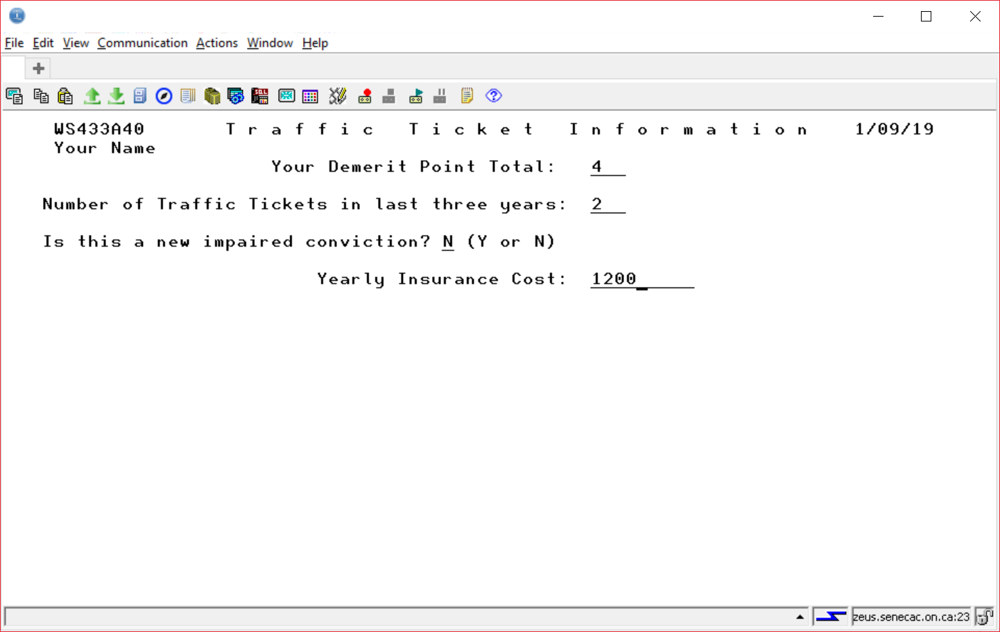 File Edit View Communication Actions Window Help
WS433A40 T r a f f i c T i c k e t I n f o r m a t i o n 1/09/19
Your Name
Your Demerit Point Total: 4
Number of Traffic Tickets in last three years: 2
Is this a new impaired conviction? N (Y or N)
Yearly Insurance Cost: 1200
zeus.senecac.on.ca:23